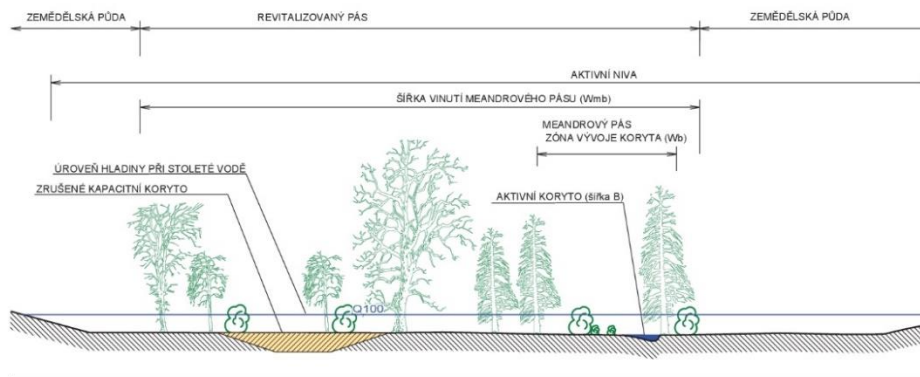 ZEMĚDĚLSKÁ PŮDA
REVITALIZOVANÝ PÁS
ZEMĚDĚLSKÁ PŮDA
AKTIVNÍ NIVA
ŠÍŘKA VINUTÍ MEANDROVÉHO PÁSU (Wmb)
MEANDROVÝ PÁS
ZÓNA VÝVOJE KORYTA (Wb)
ÚROVEŇ HLADINY PŘI STOLETÉ VODĚ
ZRUŠENÉ KAPACITNÍ KORYTO
AKTIVNÍ KORYTO (šířka B)
Q100